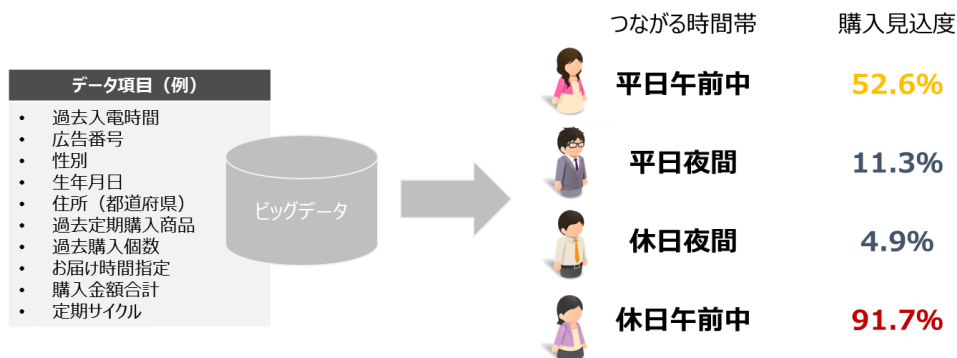 つながる時間帯 購入見込度
データ項目（例）
• 過去入電時間
• 広告番号
• 性別
• 生年月日
• 住所（都道府県）
• 過去定期購入商品
• 過去購入個数
• お届け時間指定
• 購入金額合計
• 定期サイクル
ビッグデータ
平日午前中 52.6%
平日夜間 11.3%
休日夜間 4.9%
休日午前中 91.7%